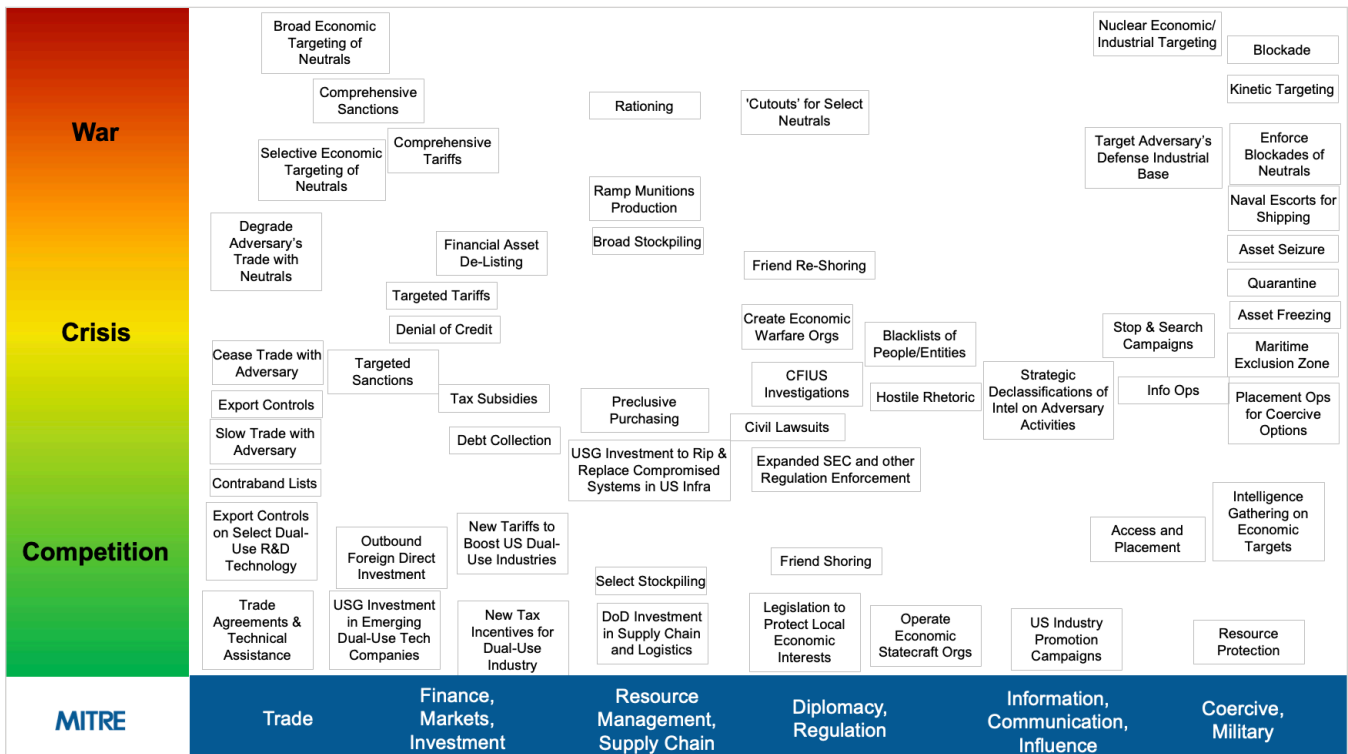 War
Crisis
Competition
Broad Economic
Targeting of
Neutrals
Comprehensive
Sanctions
Comprehensive
Tariffs
Selective Economic
Targeting of
Neutrals
Degrade
Adversary's
Trade with
Neutrals
Financial Asset
De-Listing
Targeted Tariffs
Denial of Credit
Cease Trade with
Adversary
Targeted
Sanctions
Export Controls
Tax Subsidies
Slow Trade with
Adversary
Debt Collection
Contraband Lists
Export Controls
on Select Dual-
Use R&D
Technology
Outbound
Foreign Direct
Investment
New Tariffs to
Boost US Dual-
Use Industries
Trade
Agreements &
Technical
Assistance
USG Investment
in Emerging
Dual-Use Tech
Companies
New Tax
Incentives for
Dual-Use
Industry
Rationing
Ramp Munitions
Production
Broad Stockpiling
Preclusive
Purchasing
USG Investment to Rip &
Replace Compromised
Systems in US Infra
Select Stockpiling
DoD Investment
in Supply Chain
and Logistics
'Cutouts' for Select
Neutrals
Friend Re-Shoring
Create Economic
Warfare Orgs
Blacklists of
People/Entities
CFIUS
Investigations
Hostile Rhetoric
Civil Lawsuits
Expanded SEC and other
Regulation Enforcement
Friend Shoring
Legislation to
Protect Local
Economic
Interests
Operate
Economic
Statecraft Orgs
Strategic
Declassifications of
Intel on Adversary
Activities
US Industry
Promotion
Campaigns
Nuclear Economic/
Industrial Targeting
Blockade
Kinetic Targeting
Target Adversary's
Defense Industrial
Base
Enforce
Blockades of
Neutrals
Naval Escorts for
Shipping
Asset Seizure
Quarantine
Asset Freezing
Stop & Search
Campaigns
Maritime
Exclusion Zone
Info Ops
Placement Ops
for Coercive
Options
Intelligence
Gathering on
Economic
Targets
Access and
Placement
Resource
Protection
MITRE
Trade
Finance,
Markets,
Investment
Resource
Management,
Supply Chain
Diplomacy,
Regulation
Information,
Communication,
Influence
Coercive,
Military